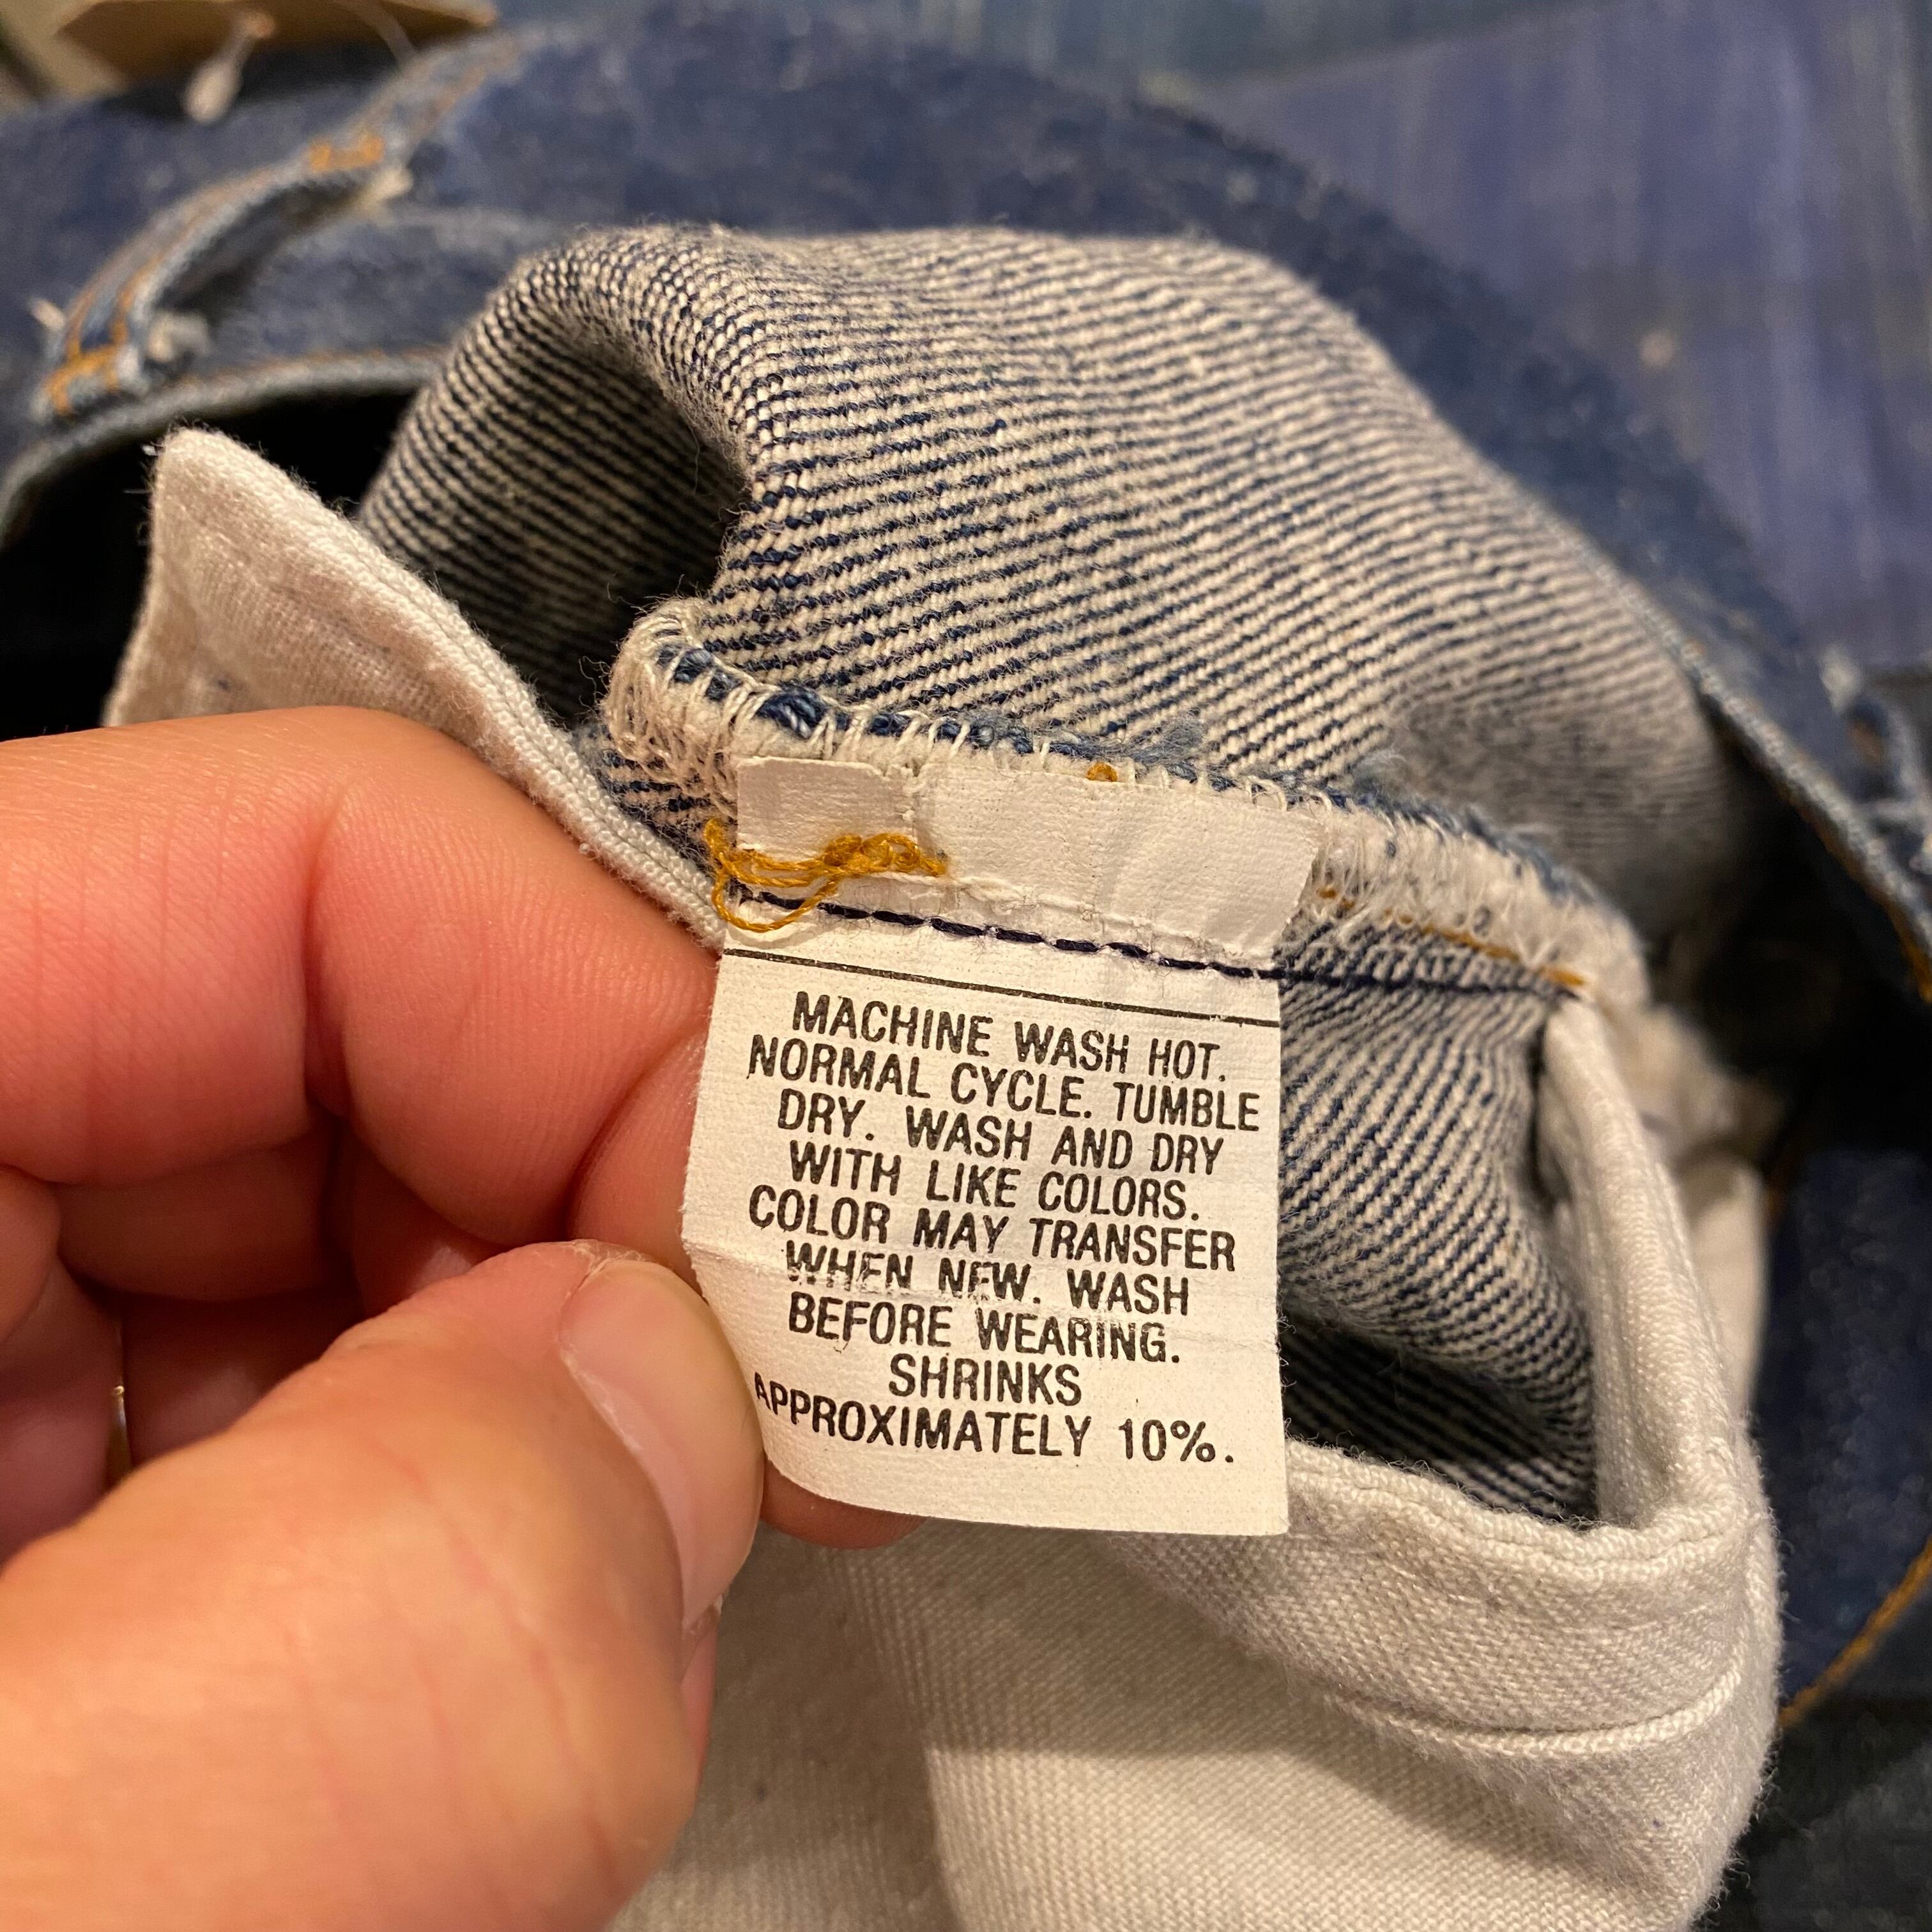 MACHINE WASH HOT.
NORMAL CYCLE. TUMBLE
DRY. WASH AND DRY
WITH LIKE COLORS.
COLOR MAY TRANSFER
WHEN NEW. WASH
BEFORE WEARING.
SHRINKS
APPROXIMATELY 10%.